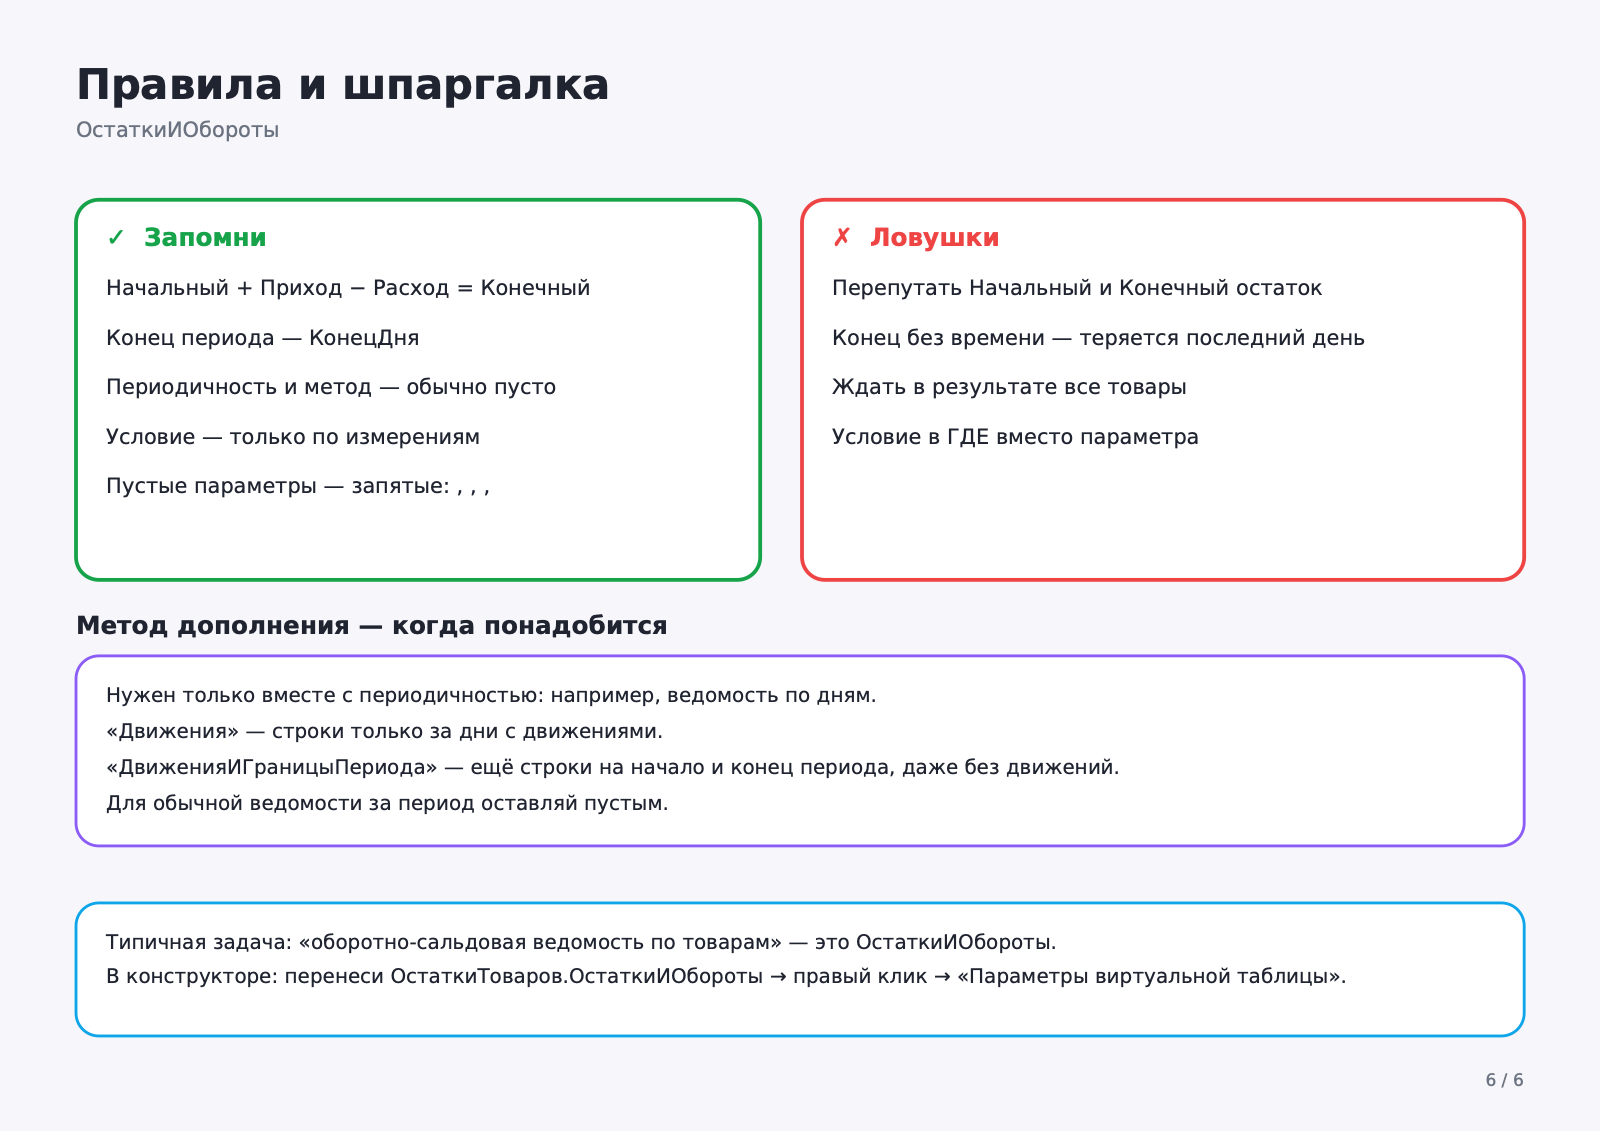 Правила и шпаргалка
ОстаткиИОбороты
✓ Запомни
Начальный + Приход − Расход = Конечный
Конец периода — КонецДня
Периодичность и метод — обычно пусто
Условие — только по измерениям
Пустые параметры — запятые: , , ,
✗ Ловушки
Перепутать Начальный и Конечный остаток
Конец без времени — теряется последний день
Ждать в результате все товары
Условие в ГДЕ вместо параметра
Метод дополнения — когда понадобится
Нужен только вместе с периодичностью: например, ведомость по дням.
«Движения» — строки только за дни с движениями.
«ДвиженияИГраницыПериода» — ещё строки на начало и конец периода, даже без движений.
Для обычной ведомости за период оставляй пустым.
Типичная задача: «оборотно-сальдовая ведомость по товарам» — это ОстаткиИОбороты.
В конструкторе: перенеси ОстаткиТоваров.ОстаткиИОбороты → правый клик → «Параметры виртуальной таблицы».
6 / 6